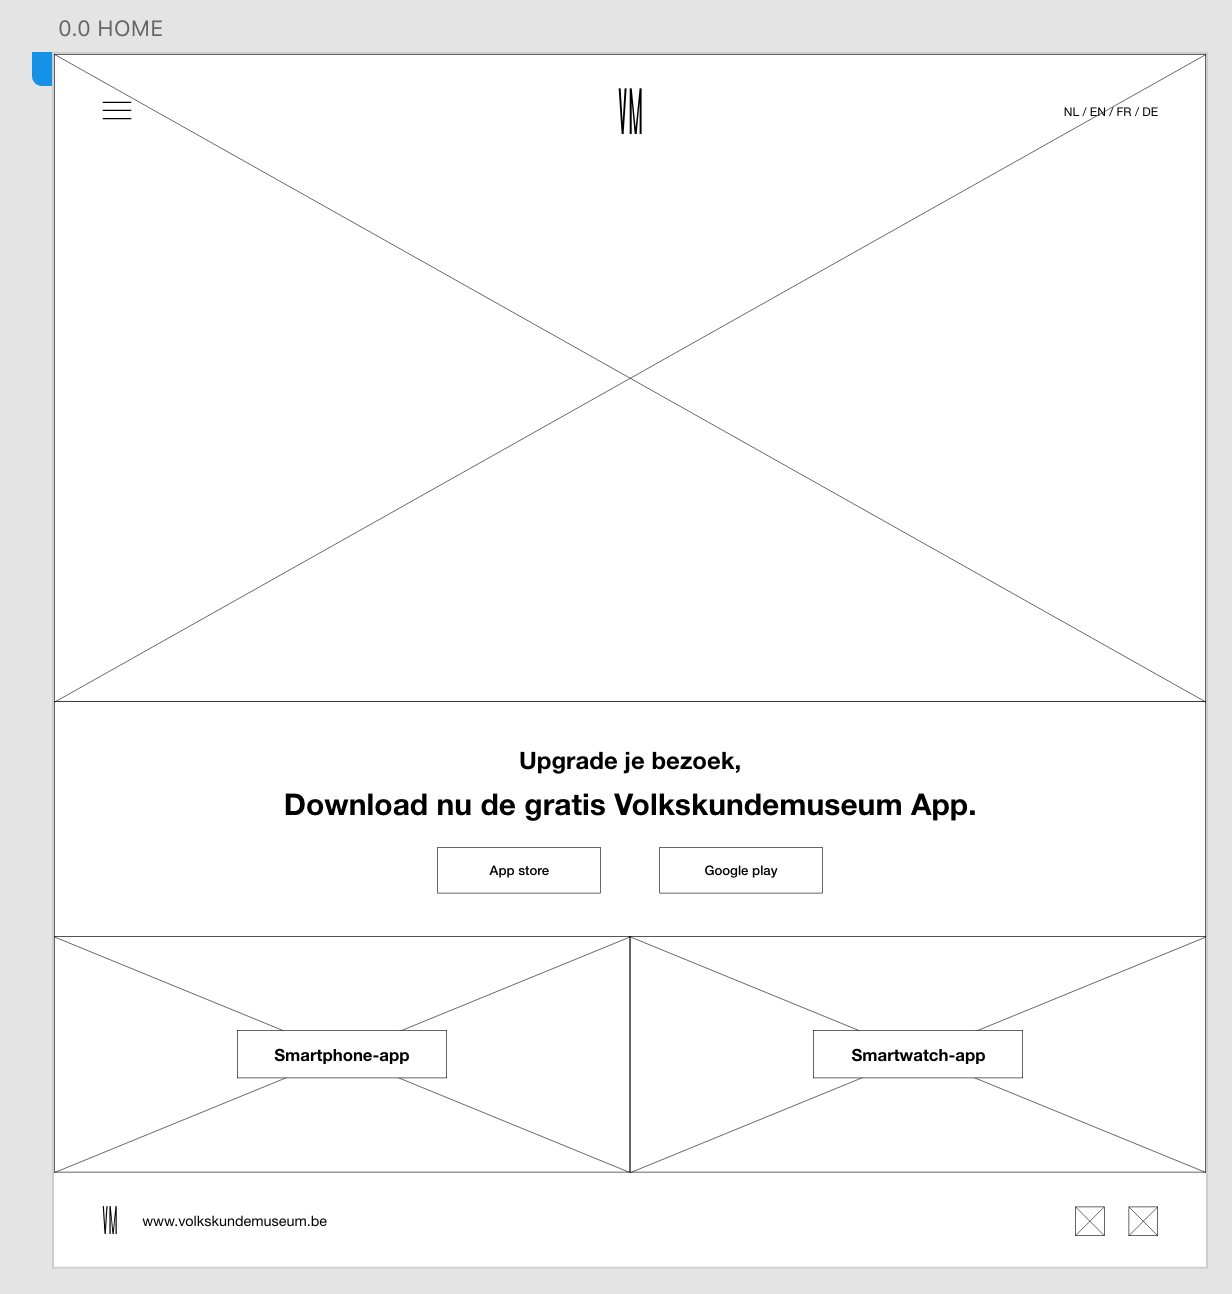 0.0 HOME
VM
NL / EN / FR / DE
Upgrade je bezoek,
Download nu de gratis Volkskundemuseum App.
App store
Google play
Smartphone-app
Smartwatch-app
VM
www.volkskundemuseum.be